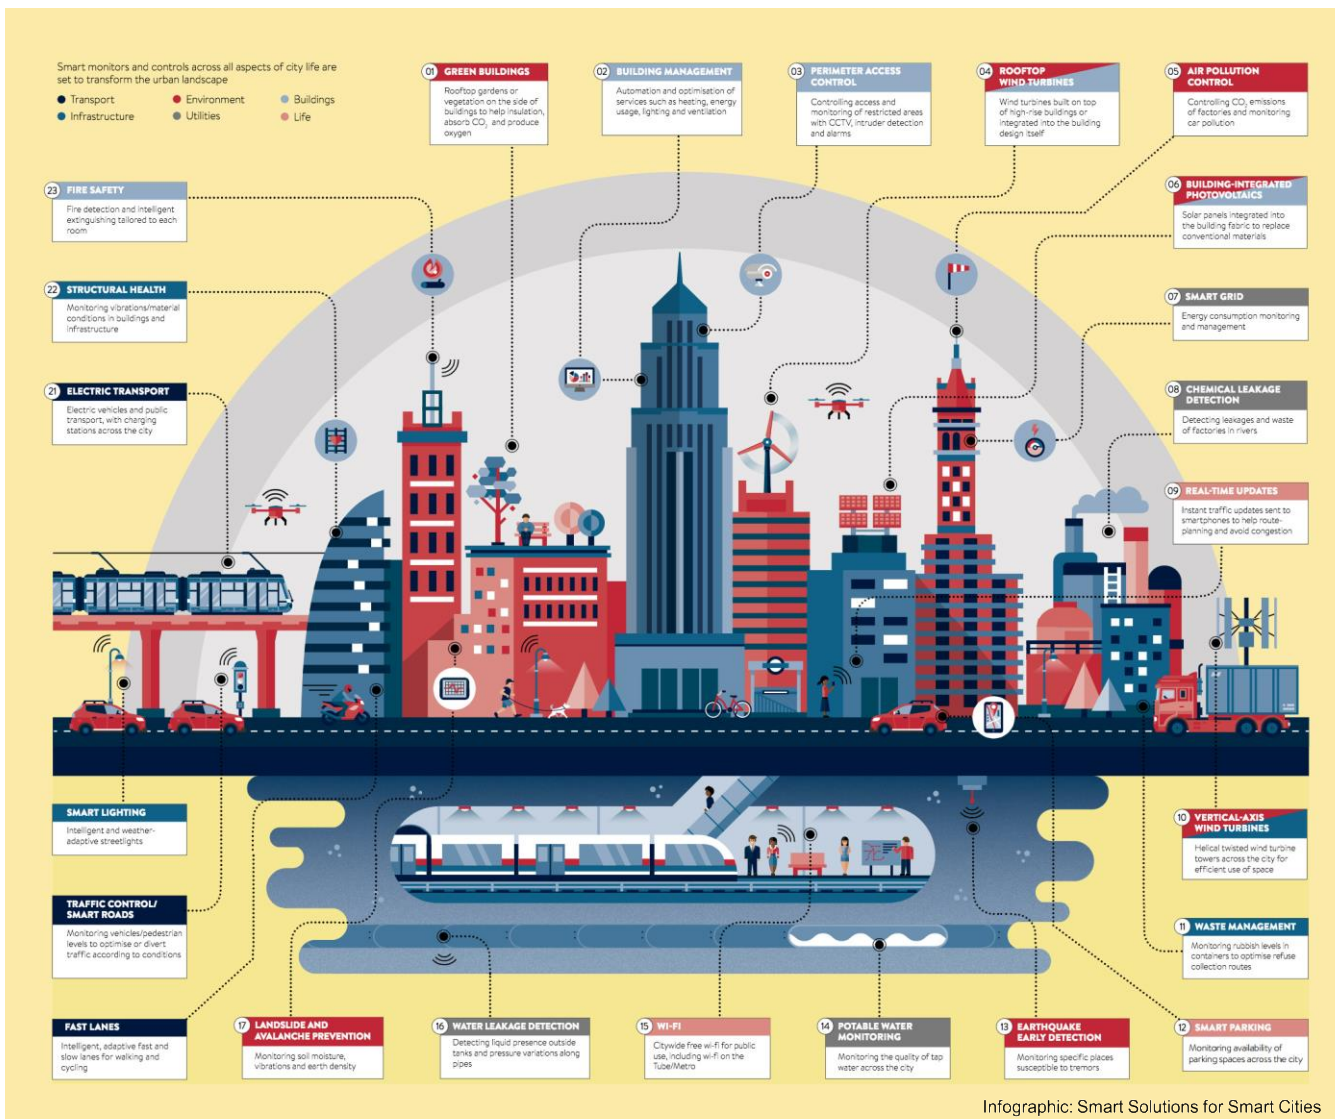 Smart monitors and controls across all aspects of city life are
set to transform the urban landscape
Transport
Environment
Buildings
Infrastructure
Utilities
Life
01 GREEN BUILDINGS
Rooftop gardens or
vegetation on the side of
buildings to help insulation,
absorb CO₂ and produce
oxygen
02 BUILDING MANAGEMENT
Automation and optimisation of
services such as heating, energy
usage, lighting and ventilation
03 PERIMETER ACCESS
CONTROL
Controlling access and
monitoring of restricted areas
with CCTV, intruder detection
and alarms
04 ROOFTOP
WIND TURBINES
Wind turbines built on top
of high-rise buildings or
integrated into the building
design itself
05 AIR POLLUTION
CONTROL
Controlling CO₂ emissions
of factories and monitoring
car pollution
06 BUILDING-INTEGRATED
PHOTOVOLTAICS
Solar panels integrated into
the building fabric to replace
conventional materials
07 SMART GRID
Energy consumption monitoring
and management
08 CHEMICAL LEAKAGE
DETECTION
Detecting leakages and waste
of factories in rivers
09 REAL-TIME UPDATES
Instant traffic updates sent to
smartphones to help route-
planning and avoid congestion
10 VERTICAL-AXIS
WIND TURBINES
Helical twisted wind turbine
towers across the city for
efficient use of space
11 WASTE MANAGEMENT
Monitoring rubbish levels in
containers to optimise refuse
collection routes
12 SMART PARKING
Monitoring availability of
parking spaces across the city
13 EARTHQUAKE
EARLY DETECTION
Monitoring specific places
susceptible to tremors
14 POTABLE WATER
MONITORING
Monitoring the quality of tap
water across the city
15 WI-FI
Citywide free wi-fi for public
use, including wi-fi on the
Tube/Metro
16 WATER LEAKAGE DETECTION
Detecting liquid presence outside
tanks and pressure variations along
pipes
17 LANDSLIDE AND
AVALANCHE PREVENTION
Monitoring soil moisture,
vibrations and earth density
FAST LANES
Intelligent, adaptive fast and
slow lanes for walking and
cycling
TRAFFIC CONTROL/
SMART ROADS
Monitoring vehicles/pedestrian
levels to optimise or divert
traffic according to conditions
SMART LIGHTING
Intelligent and weather-
adaptive streetlights
21 ELECTRIC TRANSPORT
Electric vehicles and public
transport, with charging
stations across the city
22 STRUCTURAL HEALTH
Monitoring vibrations/material
conditions in buildings and
infrastructure
23 FIRE SAFETY
Fire detection and intelligent
extinguishing tailored to each
room
Infographic: Smart Solutions for Smart Cities